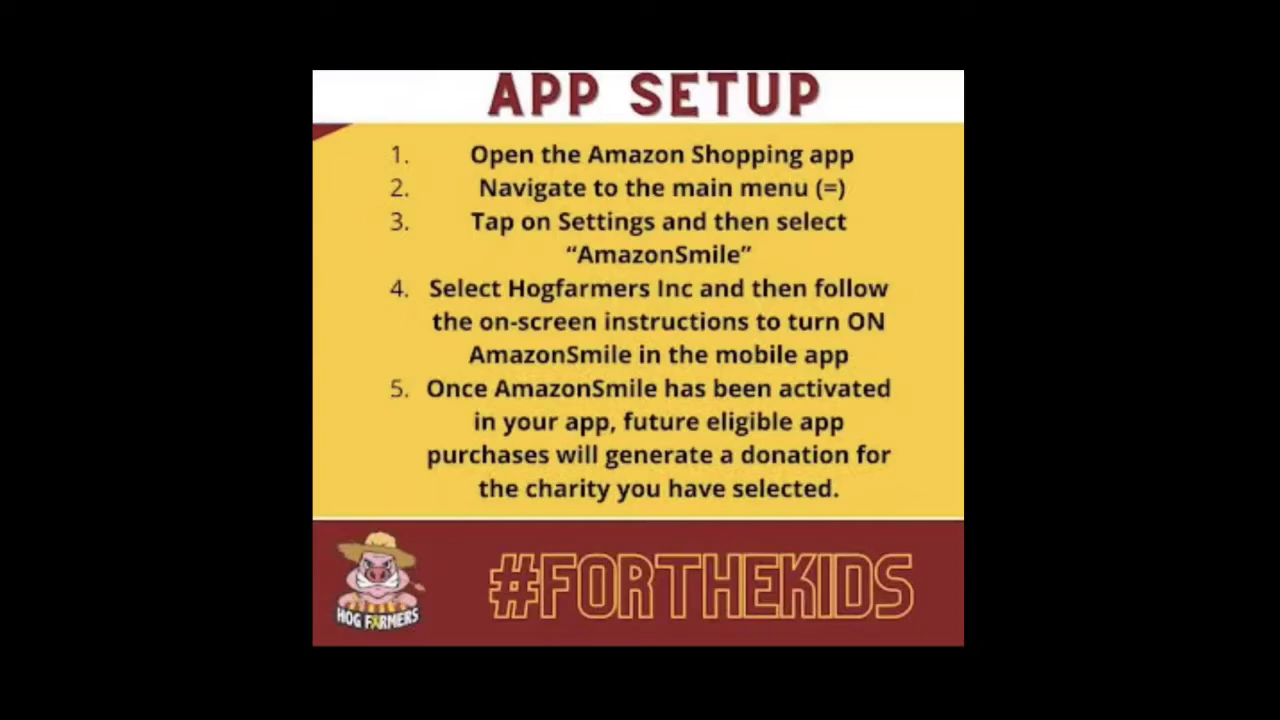 APP SETUP
1. Open the Amazon Shopping app
2. Navigate to the main menu (=)
3. Tap on Settings and then select
“AmazonSmile”
4. Select Hogfarmers Inc and then follow
the on-screen instructions to turn ON
AmazonSmile in the mobile app
5. Once AmazonSmile has been activated
in your app, future eligible app
purchases will generate a donation for
the charity you have selected.
HOG FARMERS
#FORTHEKIDS